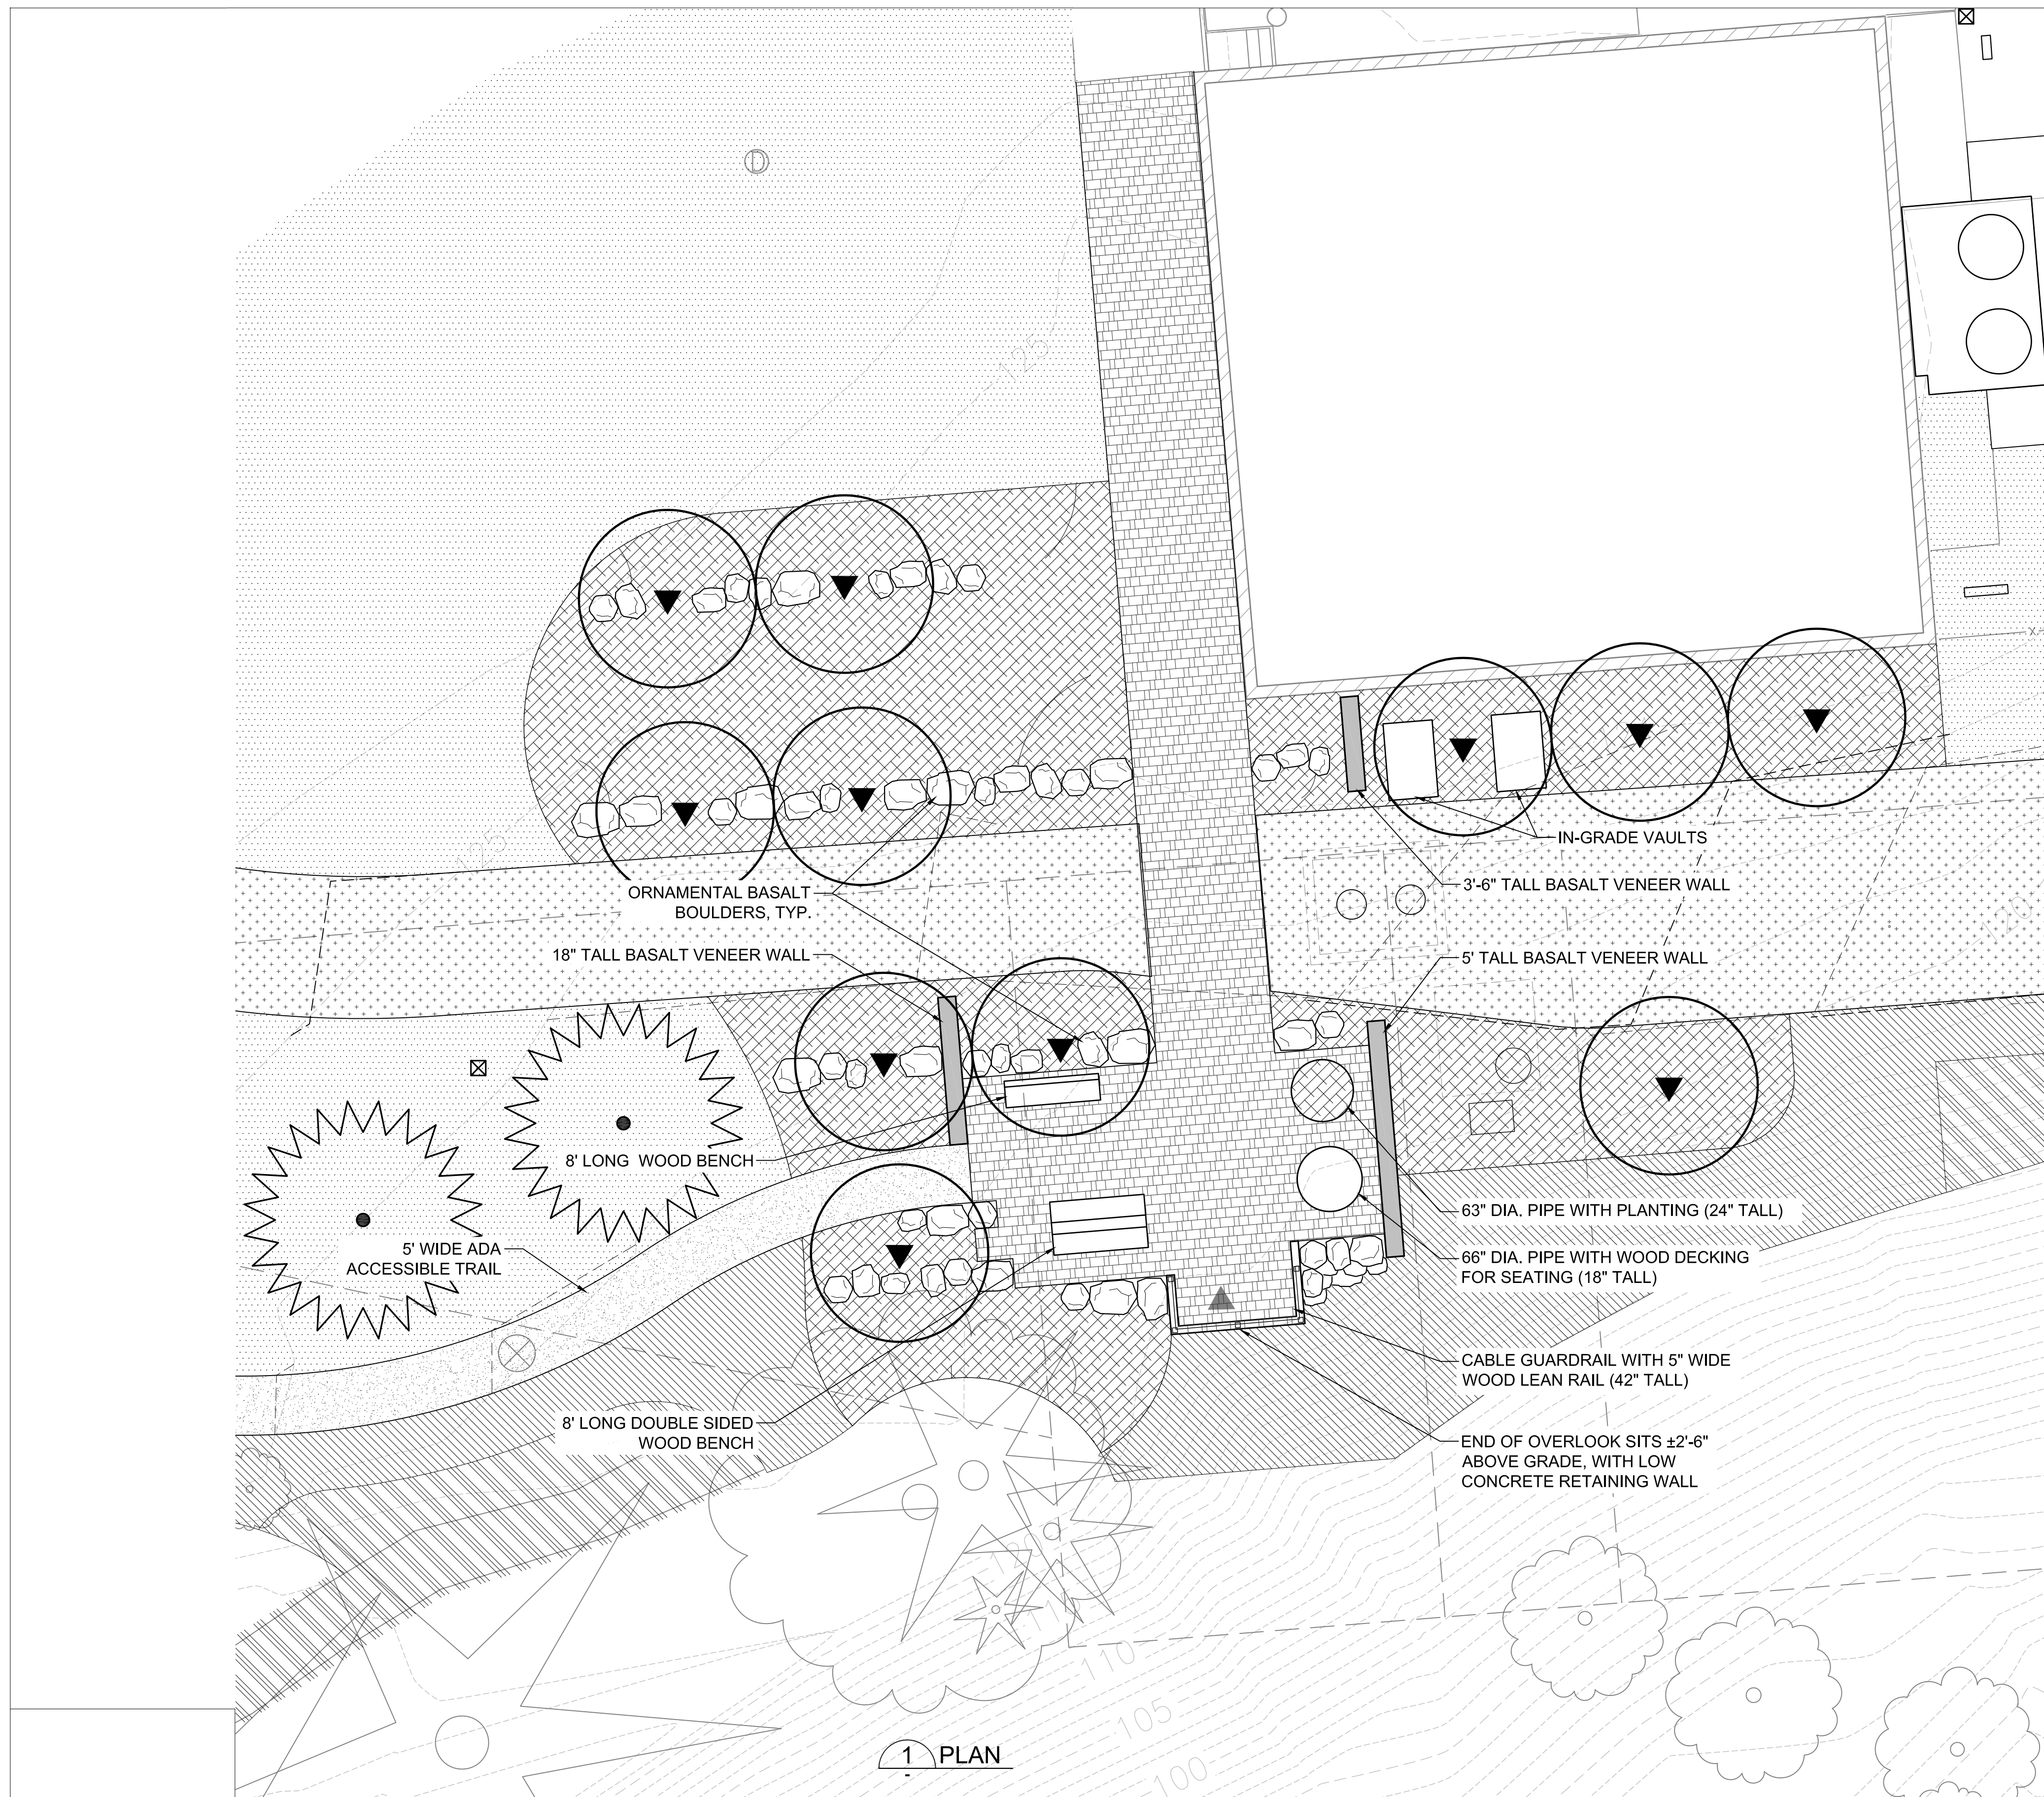 D
125
125
IN-GRADE VAULTS
3'-6" TALL BASALT VENEER WALL
ORNAMENTAL BASALT
BOULDERS, TYP.
120
18" TALL BASALT VENEER WALL
5' TALL BASALT VENEER WALL
8' LONG  WOOD BENCH
63" DIA. PIPE WITH PLANTING (24" TALL)
5' WIDE ADA
ACCESSIBLE TRAIL
66" DIA. PIPE WITH WOOD DECKING
FOR SEATING (18" TALL)
CABLE GUARDRAIL WITH 5" WIDE
WOOD LEAN RAIL (42" TALL)
8' LONG DOUBLE SIDED
WOOD BENCH
END OF OVERLOOK SITS ±2'-6"
ABOVE GRADE, WITH LOW
CONCRETE RETAINING WALL
110
105
100
1 PLAN
-